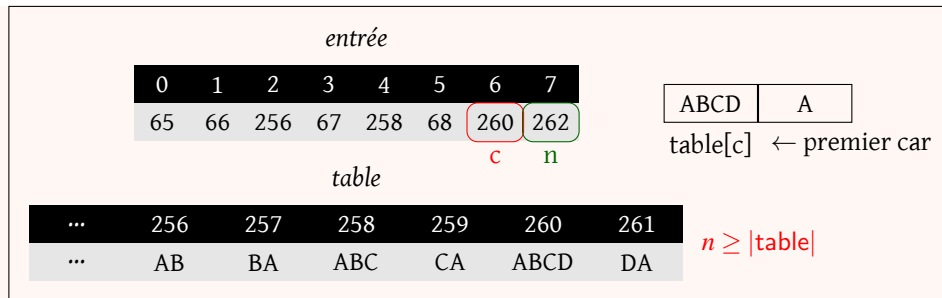 entrée
0 1 2 3 4 5 6 7
65 66 256 67 258 68 260 262
c n
ABCD A
table[c] ← premier car
table
... 256 257 258 259 260 261
... AB BA ABC CA ABCD DA
n ≥ |table|